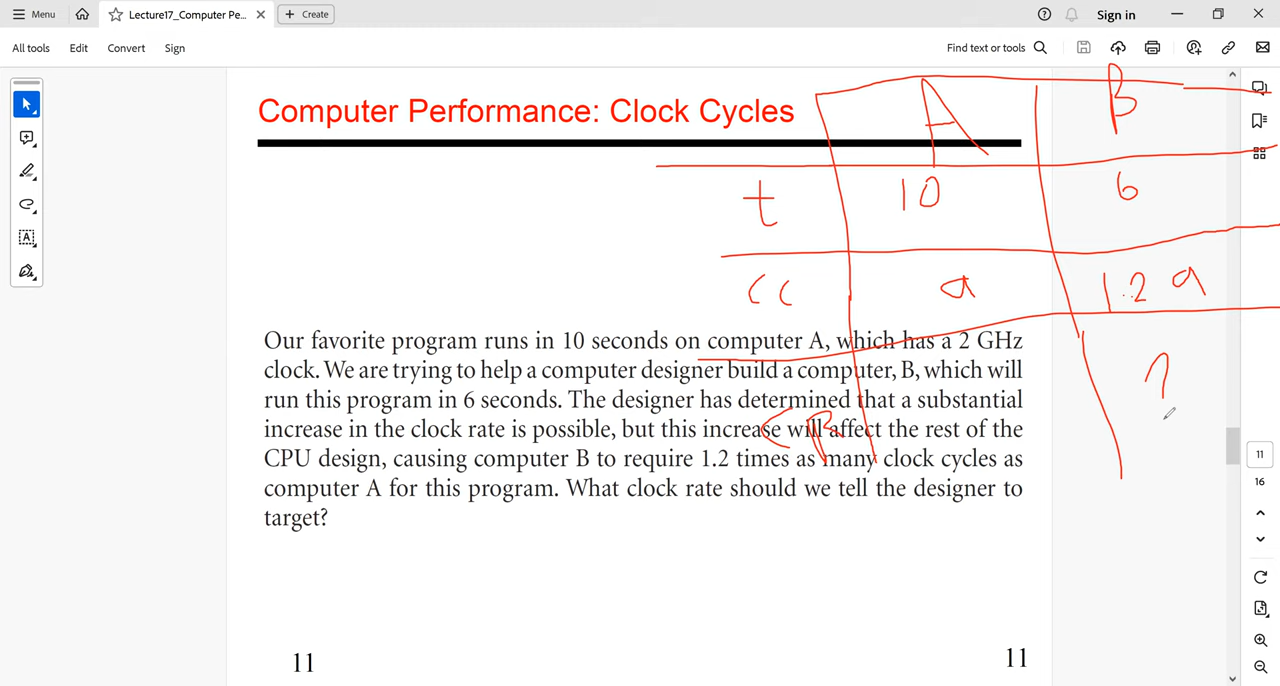 Menu Lecture17_Computer Pe... Create Sign in
All tools Edit Convert Sign Find text or tools
Computer Performance: Clock Cycles
A B
t 10 6
CC a 1.2 a
Our favorite program runs in 10 seconds on computer A, which has a 2 GHz
clock. We are trying to help a computer designer build a computer, B, which will
run this program in 6 seconds. The designer has determined that a substantial
increase in the clock rate is possible, but this increase will affect the rest of the
CPU design, causing computer B to require 1.2 times as many clock cycles as
computer A for this program. What clock rate should we tell the designer to
target?
CR ?
11 11
11
16